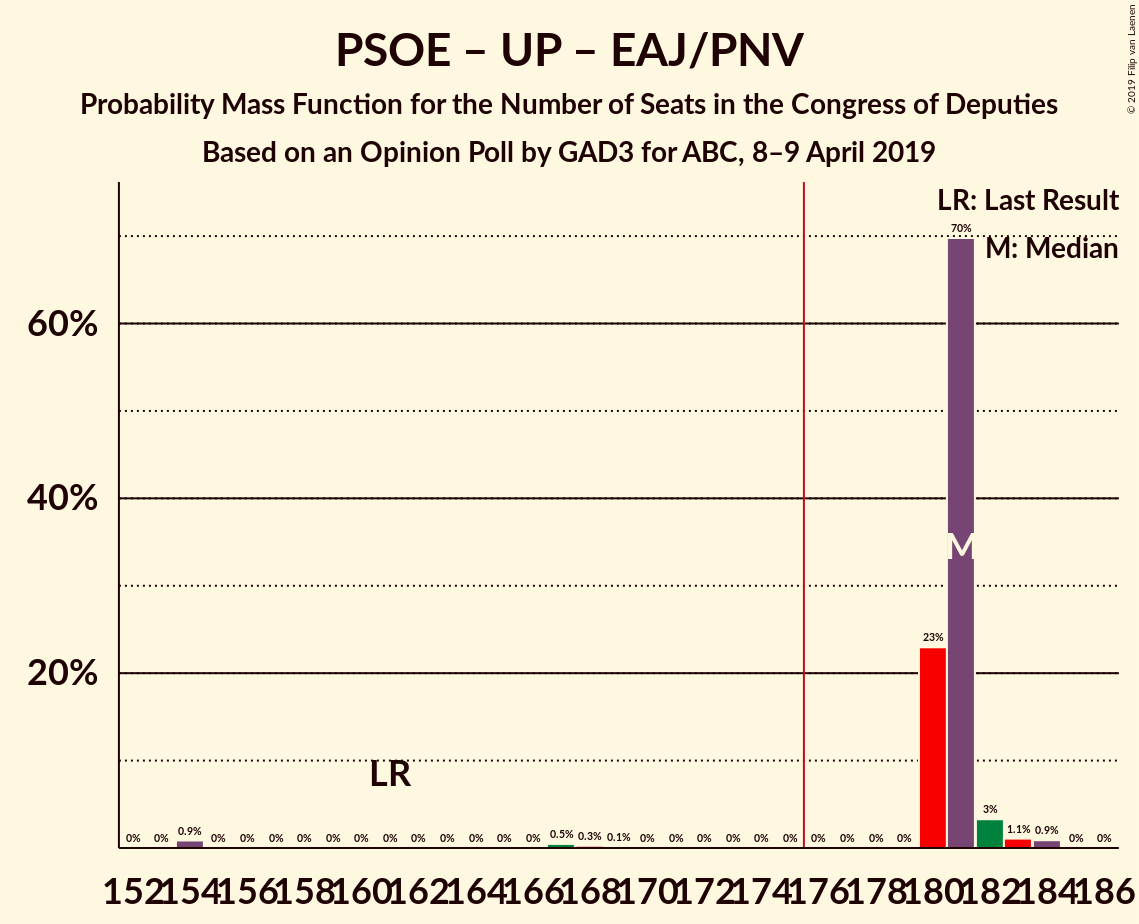 PSOE – UP – EAJ/PNV
Probability Mass Function for the Number of Seats in the Congress of Deputies
Based on an Opinion Poll by GAD3 for ABC, 8–9 April 2019
© 2019 Filip van Laenen
LR: Last Result
M: Median
60%
40%
20%
LR
M
0% 0% 0.9% 0% 0% 0% 0% 0% 0% 0% 0% 0% 0% 0% 0% 0.5% 0.3% 0.1% 0% 0% 0% 0% 0% 0% 0% 0% 0% 0% 23% 70% 3% 1.1% 0.9% 0% 0%
152 154 156 158 160 162 164 166 168 170 172 174 176 178 180 182 184 186